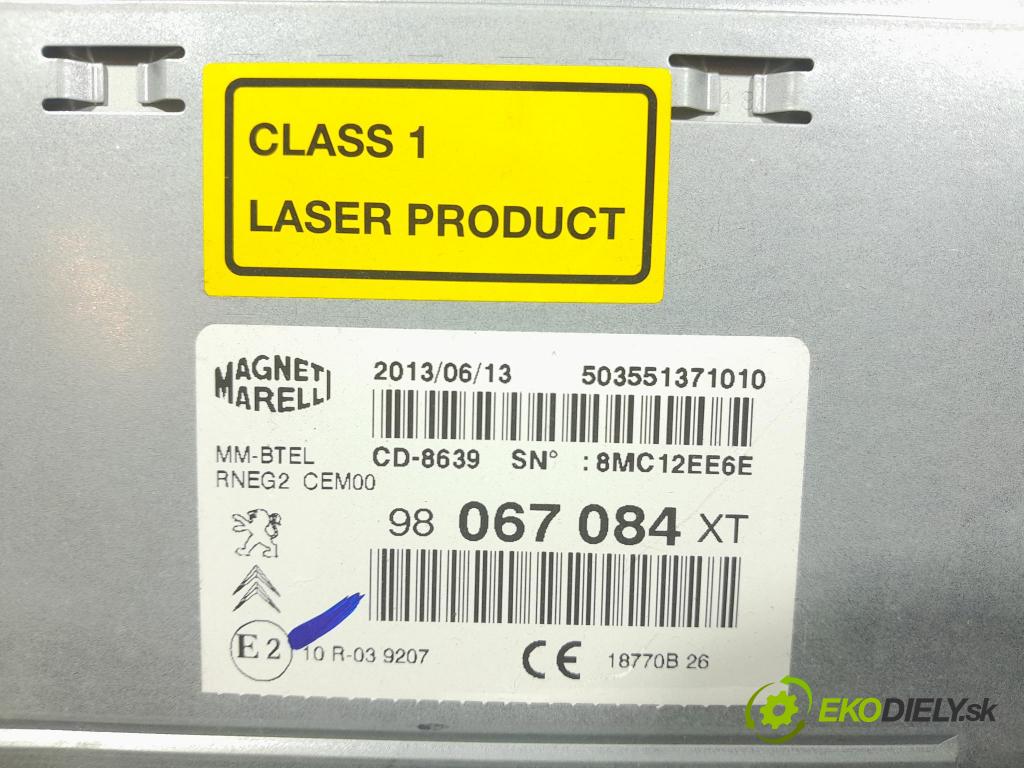 CLASS 1
LASER PRODUCT
MAGNETI
MARELLI
2013/06/13 503551371010
MM-BTEL
RNEG2 CEM00
CD-8639 SN° : 8MC12EE6E
98 067 084 XT
E2 10 R-03 9207 CE 18770B 26
EKODIELY.sk